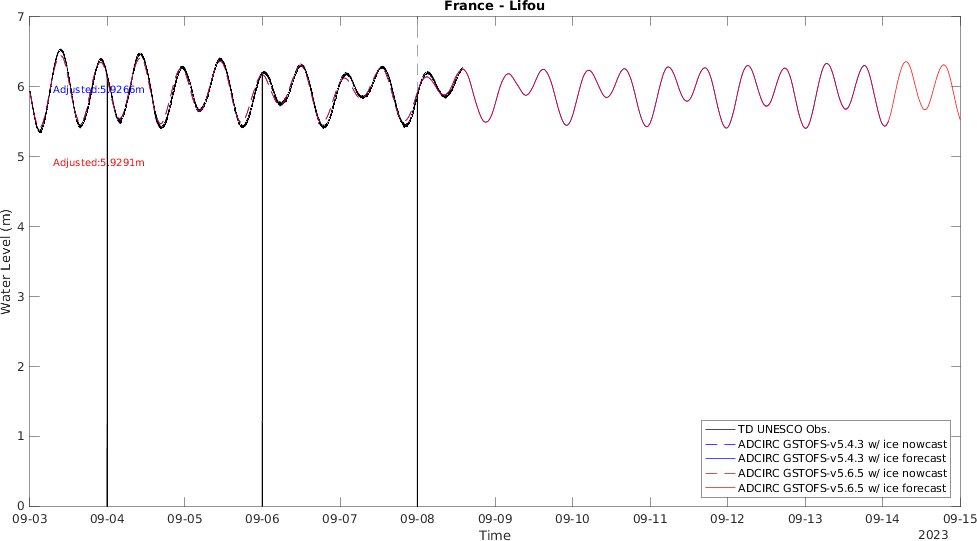 France - Lifou
7
6
5
4
3
2
1
0
Water Level (m)
Adjusted:5.9266m
Adjusted:5.9291m
TD UNESCO Obs.
ADCIRC GSTOFS-v5.4.3 w/ ice nowcast
ADCIRC GSTOFS-v5.4.3 w/ ice forecast
ADCIRC GSTOFS-v5.6.5 w/ ice nowcast
ADCIRC GSTOFS-v5.6.5 w/ ice forecast
09-03 09-04 09-05 09-06 09-07 09-08 09-09 09-10 09-11 09-12 09-13 09-14 09-15
Time
2023